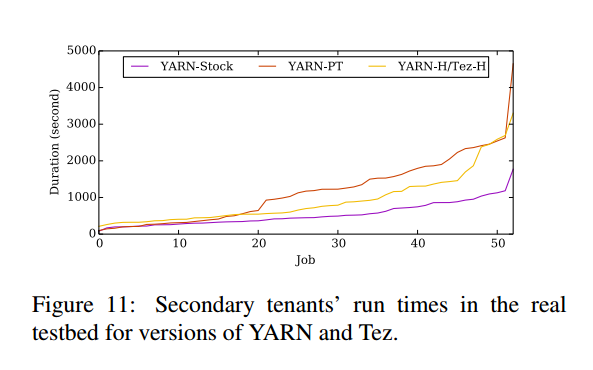 5000
YARN-Stock YARN-PT YARN-H/Tez-H
4000
3000
Duration (second)
2000
1000
0
0 10 20 30 40 50
Job
Figure 11: Secondary tenants’ run times in the real
testbed for versions of YARN and Tez.